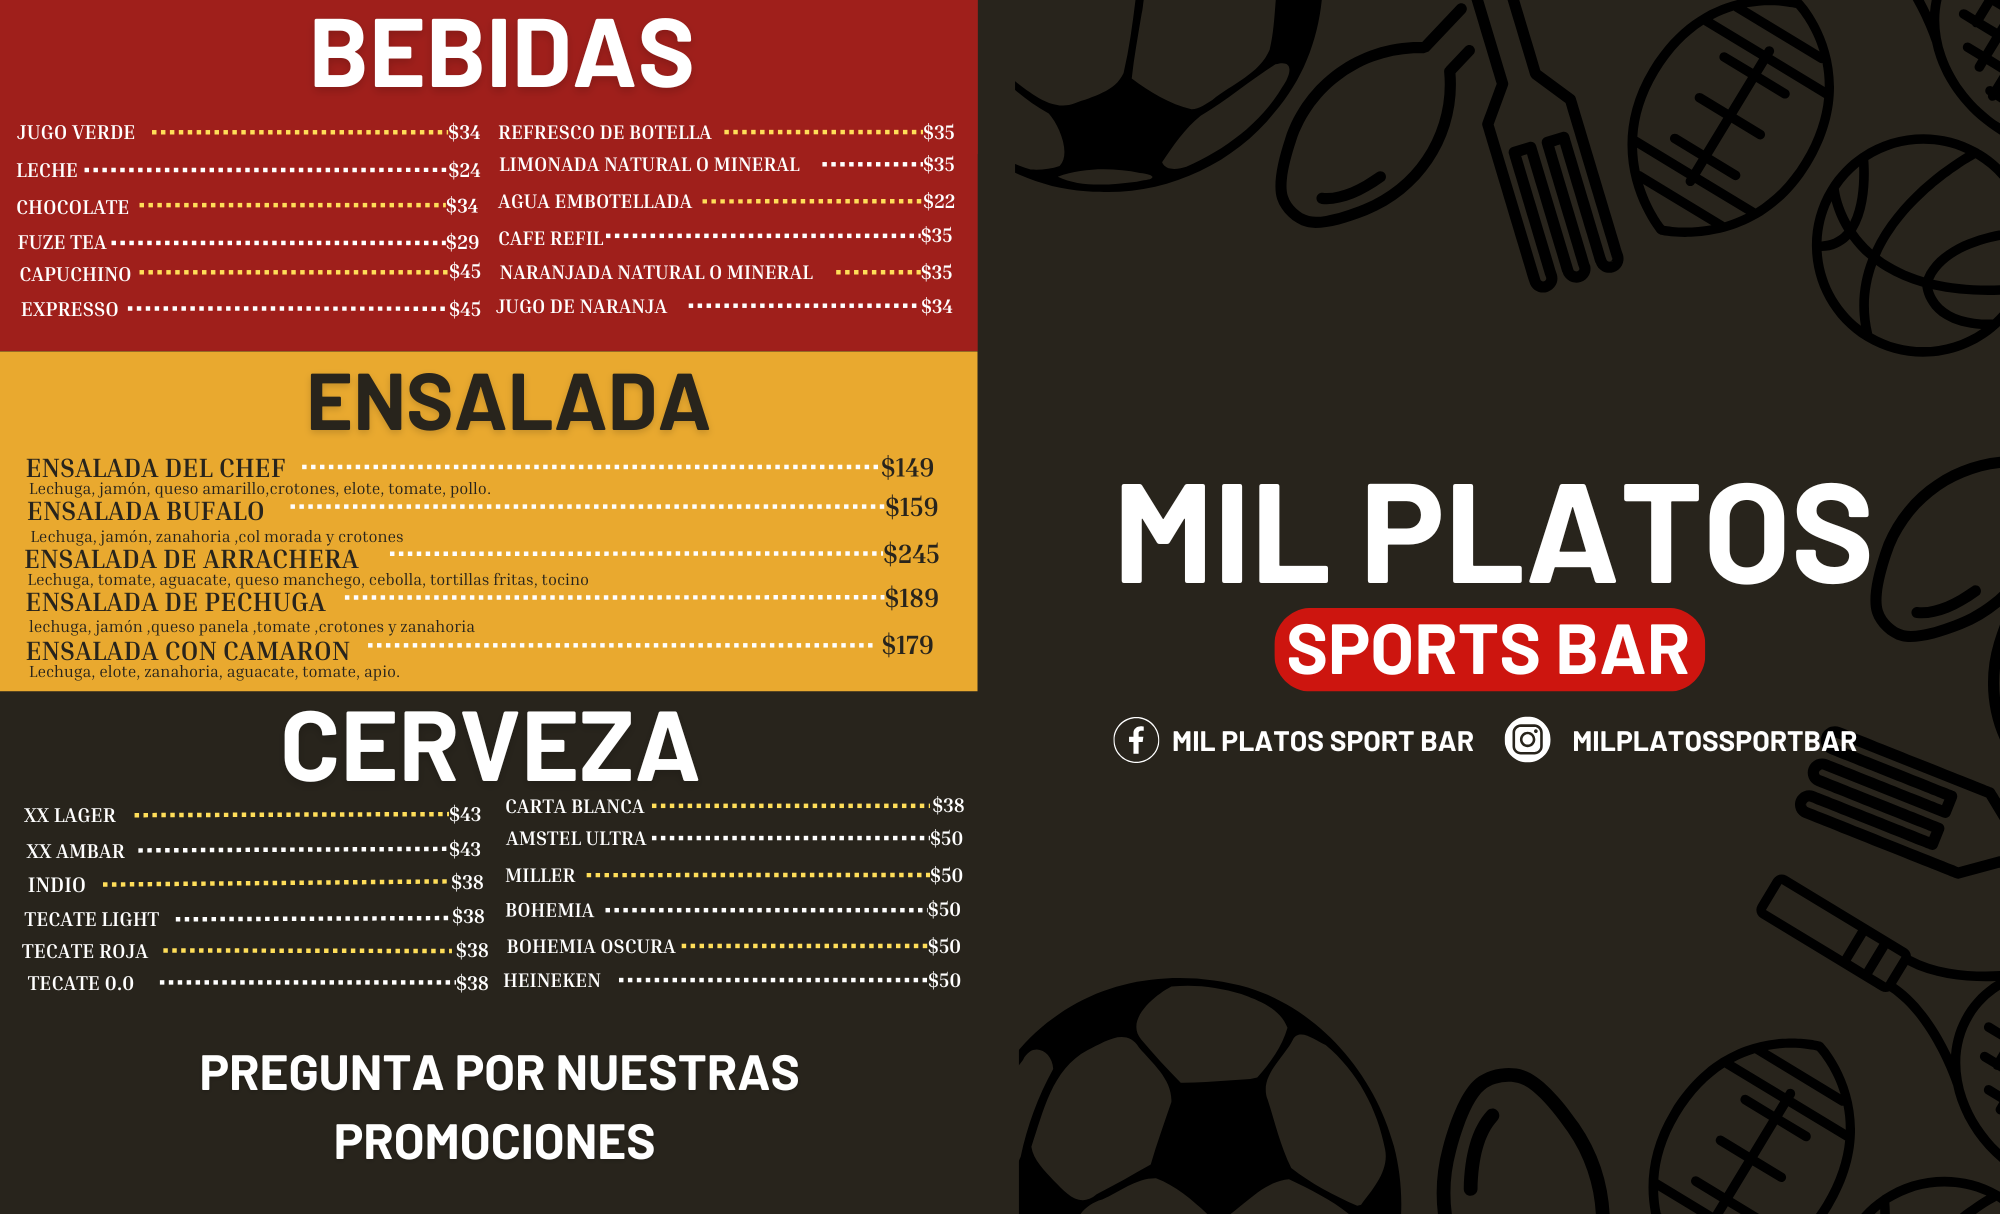 BEBIDAS
JUGO VERDE $34
LECHE $24
CHOCOLATE $34
FUZE TEA $29
CAPUCHINO $45
EXPRESSO $45
REFRESCO DE BOTELLA $35
LIMONADA NATURAL O MINERAL $35
AGUA EMBOTELLADA $22
CAFE REFIL $35
NARANJADA NATURAL O MINERAL $35
JUGO DE NARANJA $34
ENSALADA
ENSALADA DEL CHEF $149
Lechuga, jamón, queso amarillo,crotones, elote, tomate, pollo.
ENSALADA BUFALO $159
Lechuga, jamón, zanahoria ,col morada y crotones
ENSALADA DE ARRACHERA $245
Lechuga, tomate, aguacate, queso manchego, cebolla, tortillas fritas, tocino
ENSALADA DE PECHUGA $189
lechuga, jamón ,queso panela ,tomate ,crotones y zanahoria
ENSALADA CON CAMARON $179
Lechuga, elote, zanahoria, aguacate, tomate, apio.
CERVEZA
XX LAGER $43
XX AMBAR $43
INDIO $38
TECATE LIGHT $38
TECATE ROJA $38
TECATE 0.0 $38
CARTA BLANCA $38
AMSTEL ULTRA $50
MILLER $50
BOHEMIA $50
BOHEMIA OSCURA $50
HEINEKEN $50
PREGUNTA POR NUESTRAS
PROMOCIONES
MIL PLATOS
SPORTS BAR
MIL PLATOS SPORT BAR
MILPLATOSSPORTBAR